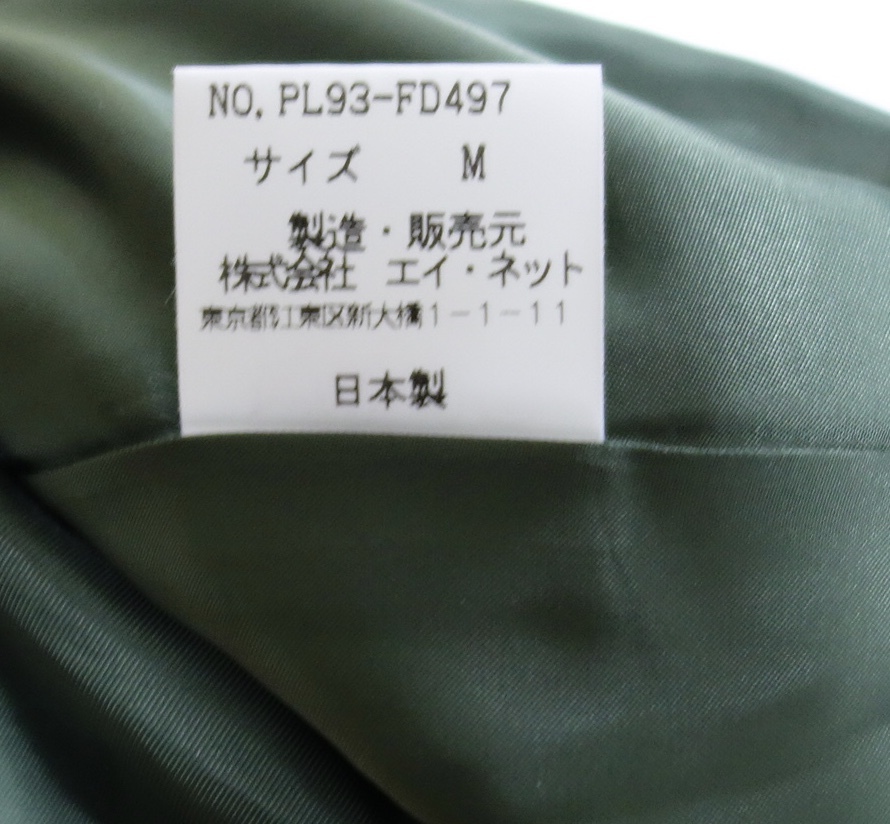 NO. PL93-FD497
サイズ M
製造・販売元
株式会社 エイ・ネット
東京都江東区新大橋1-1-11
日本製